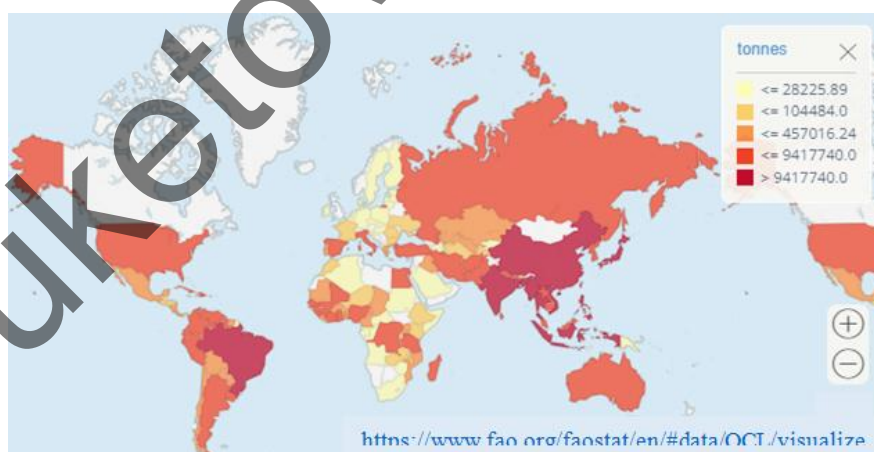 uketo
tonnes
<= 28225.89
<= 104484.0
<= 457016.24
<= 9417740.0
> 9417740.0
https://www.fao.org/faostat/en/#data/QCL/visualize